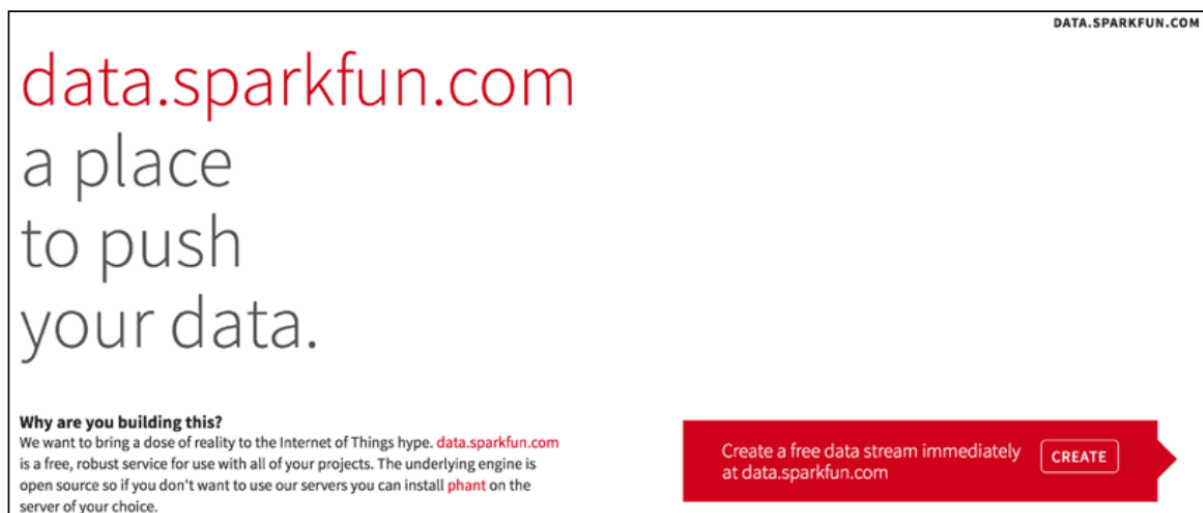 DATA.SPARKFUN.COM
data.sparkfun.com
a place
to push
your data.
Why are you building this?
We want to bring a dose of reality to the Internet of Things hype. data.sparkfun.com
is a free, robust service for use with all of your projects. The underlying engine is
open source so if you don't want to use our servers you can install phant on the
server of your choice.
Create a free data stream immediately
at data.sparkfun.com
CREATE